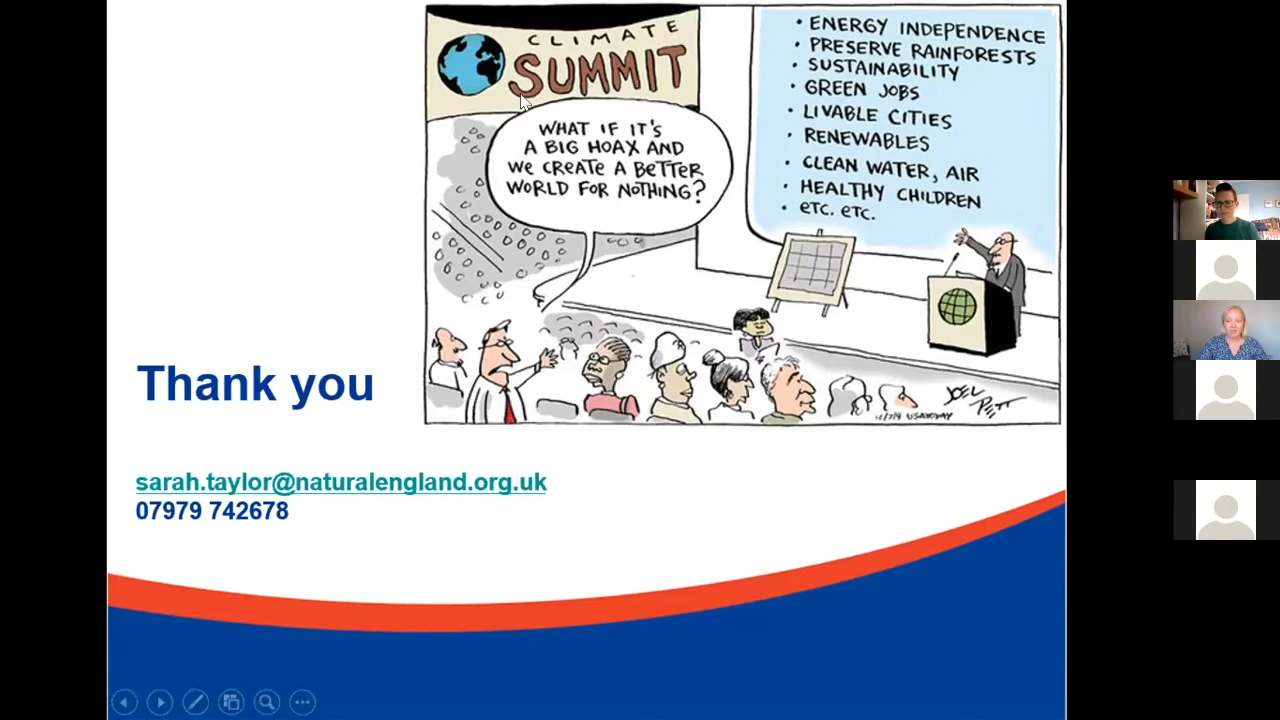 CLIMATE
SUMMIT
WHAT IF IT'S
A BIG HOAX AND
WE CREATE A BETTER
WORLD FOR NOTHING?
• ENERGY INDEPENDENCE
• PRESERVE RAINFORESTS
• SUSTAINABILITY
• GREEN JOBS
• LIVABLE CITIES
• RENEWABLES
• CLEAN WATER, AIR
• HEALTHY CHILDREN
• ETC. ETC.
JOEL
PETT
USA TODAY
Thank you
sarah.taylor@naturalengland.org.uk
07979 742678